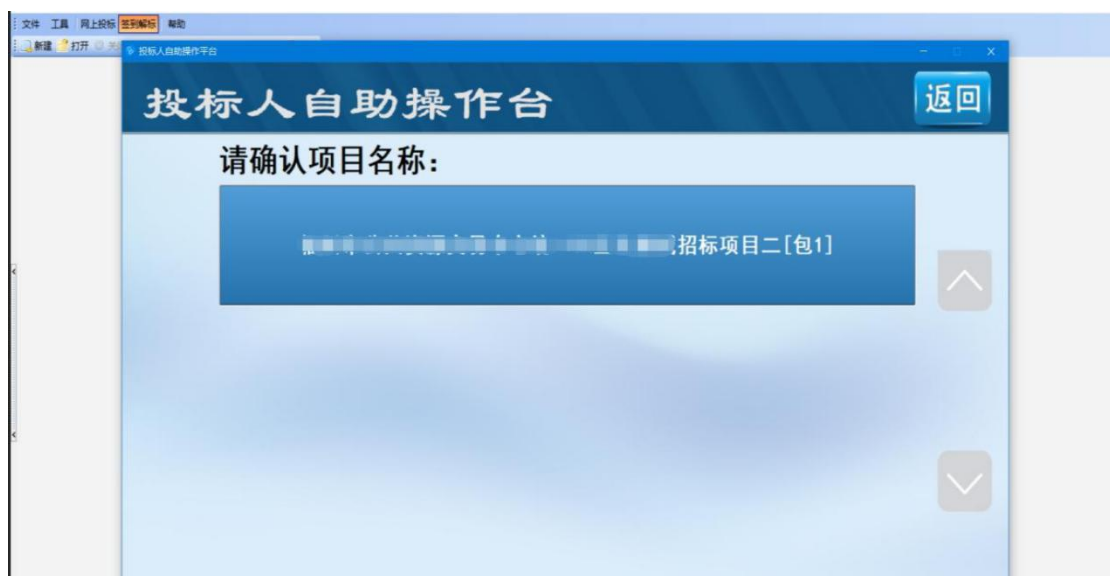 文件 工具 网上投标 签到解标 帮助
新建 打开
投标人自助操作平台
投标人自助操作台
返回
请确认项目名称：
招标项目二[包1]